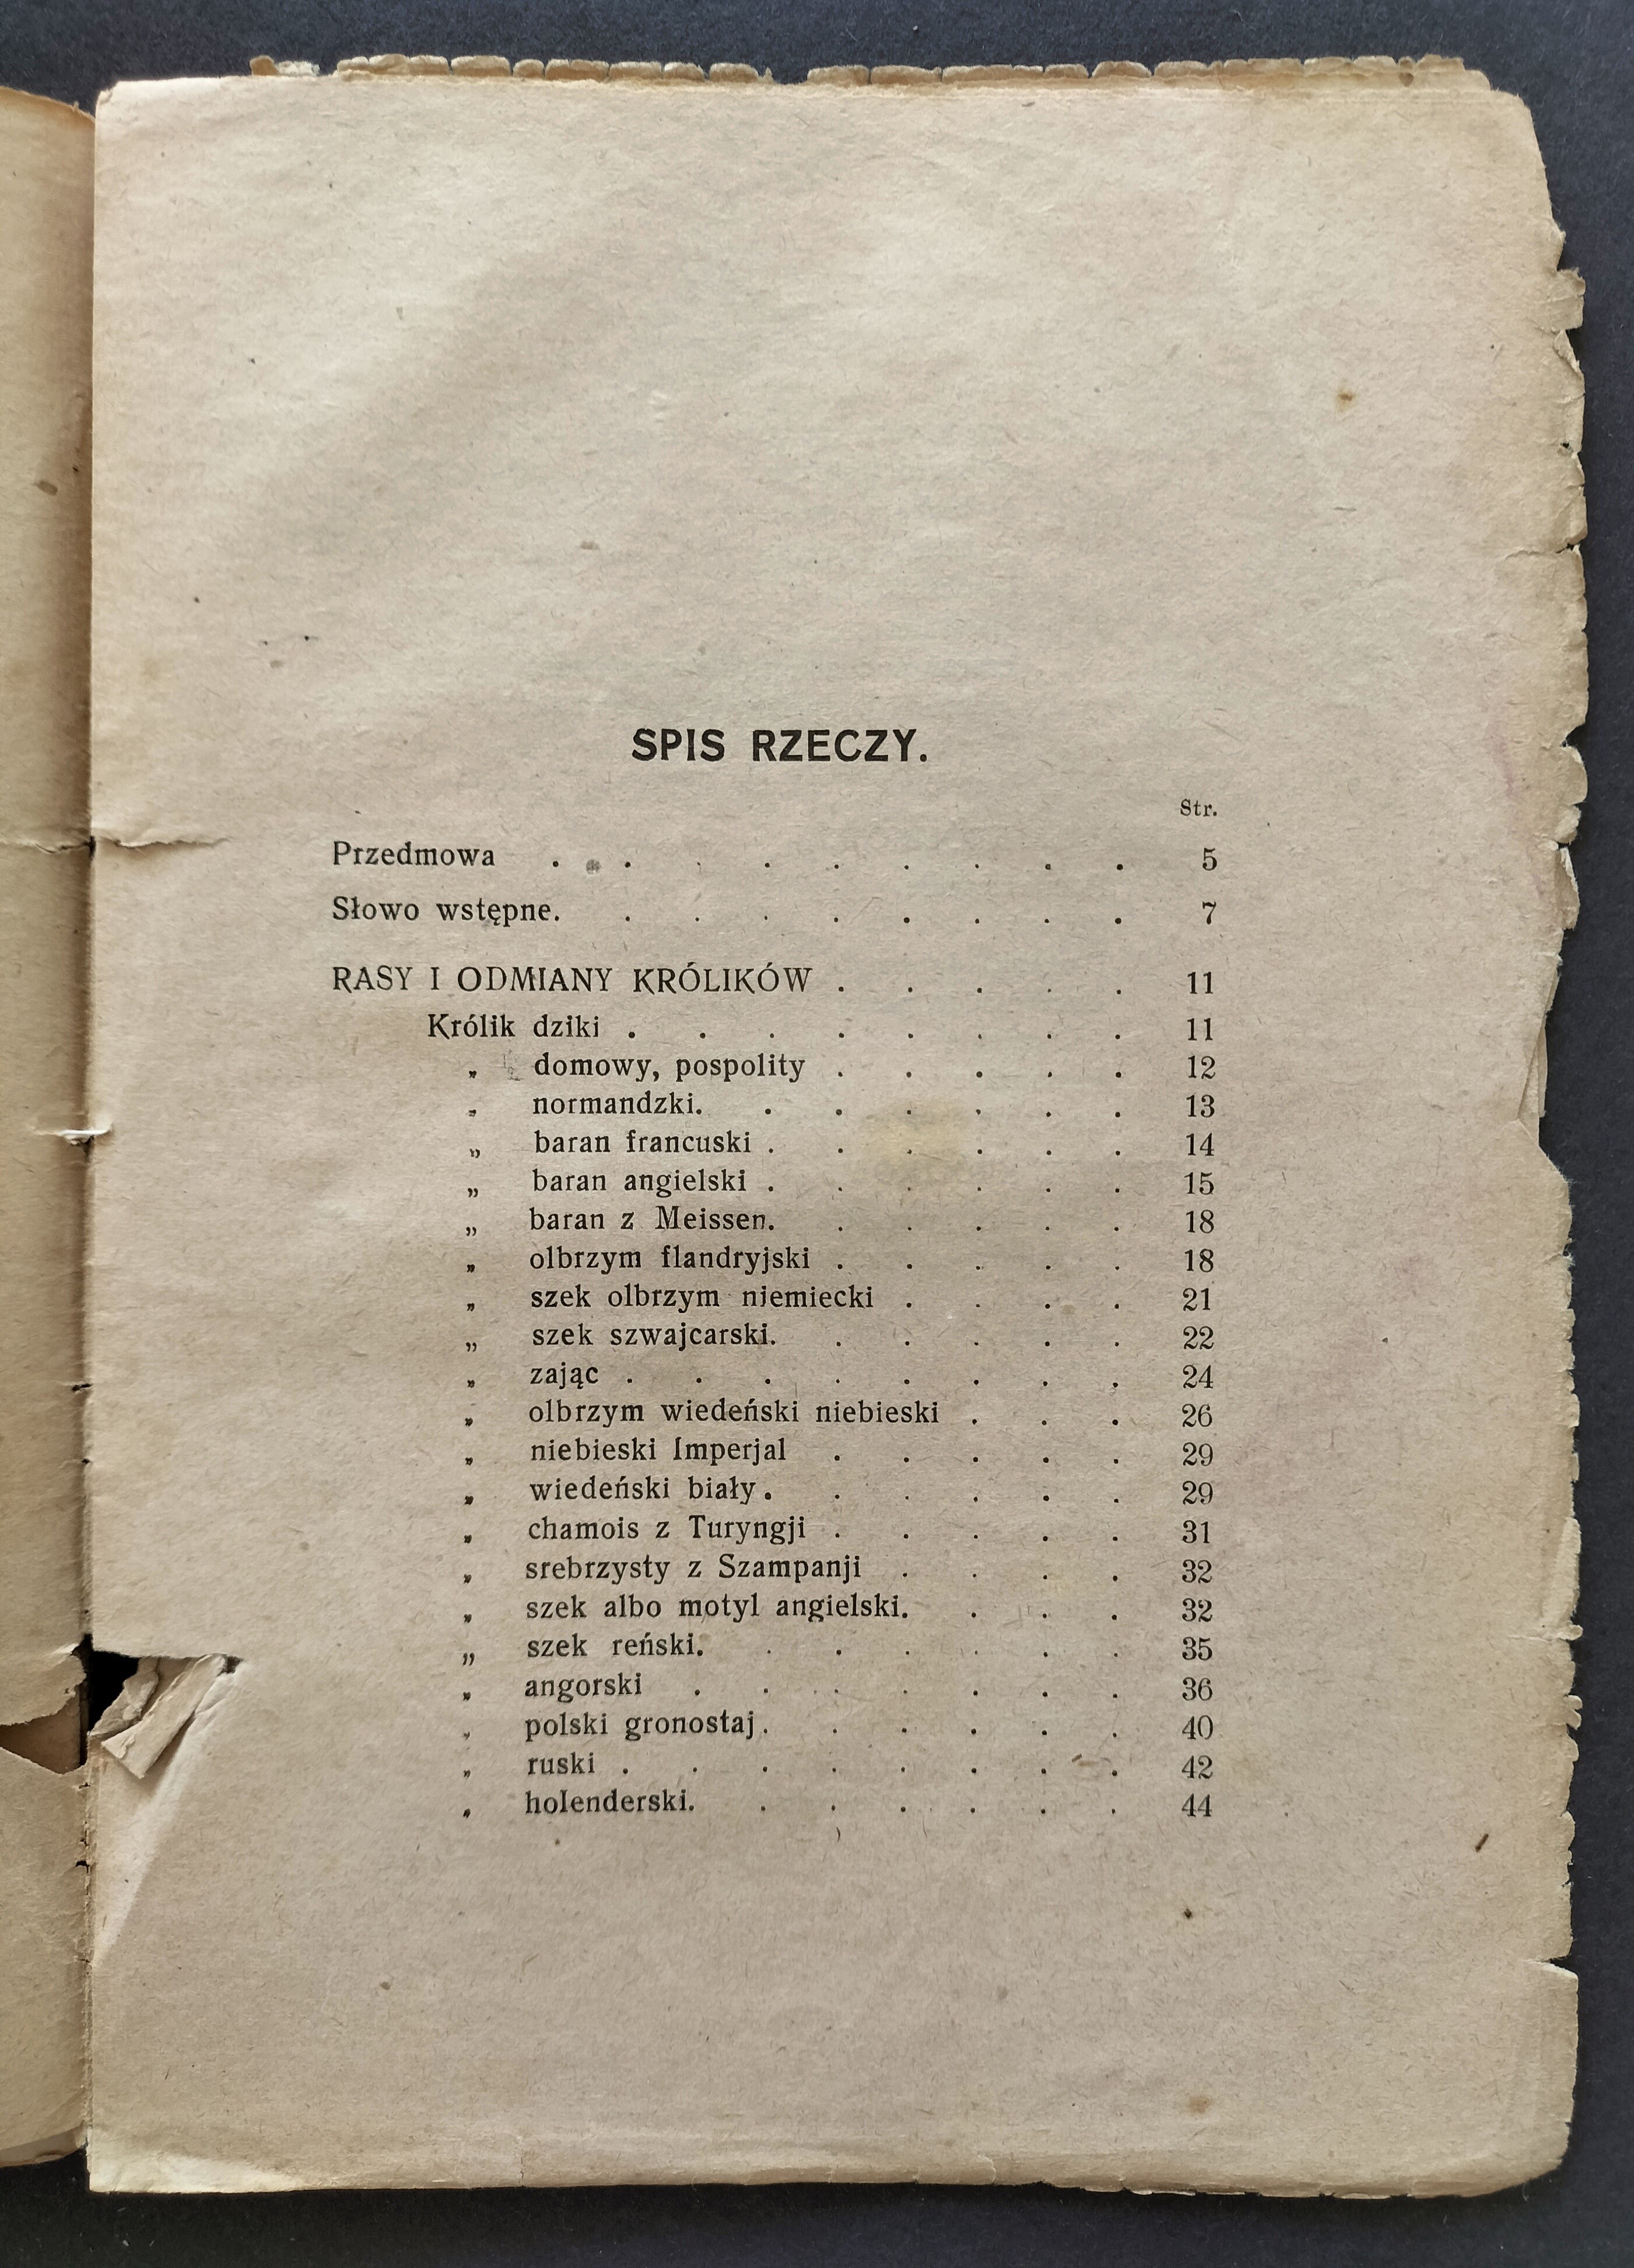 SPIS RZECZY.
Str.
Przedmowa . . . . . . . . 5
Słowo wstępne. . . . . . . . . 7
RASY I ODMIANY KRÓLIKÓW . . . . . 11
Królik dziki . . . . . . . . 11
„ domowy, pospolity . . . . . 12
„ normandzki. . . . . . . 13
„ baran francuski . . . . . . 14
„ baran angielski . . . . . . 15
„ baran z Meissen. . . . . . 18
„ olbrzym flandryjski . . . . . 18
„ szek olbrzym niemiecki . . . . 21
„ szek szwajcarski. . . . . . 22
„ zając . . . . . . . . 24
„ olbrzym wiedeński niebieski . . . 26
„ niebieski Imperjal . . . . . 29
„ wiedeński biały . . . . . . 29
„ chamois z Turyngji . . . . . 31
„ srebrzysty z Szampanji . . . . 32
„ szek albo motyl angielski. . . . 32
„ szek reński. . . . . . . 35
„ angorski . . . . . . . 36
„ polski gronostaj . . . . . . 40
„ ruski . . . . . . . . 42
„ holenderski. . . . . . . 44